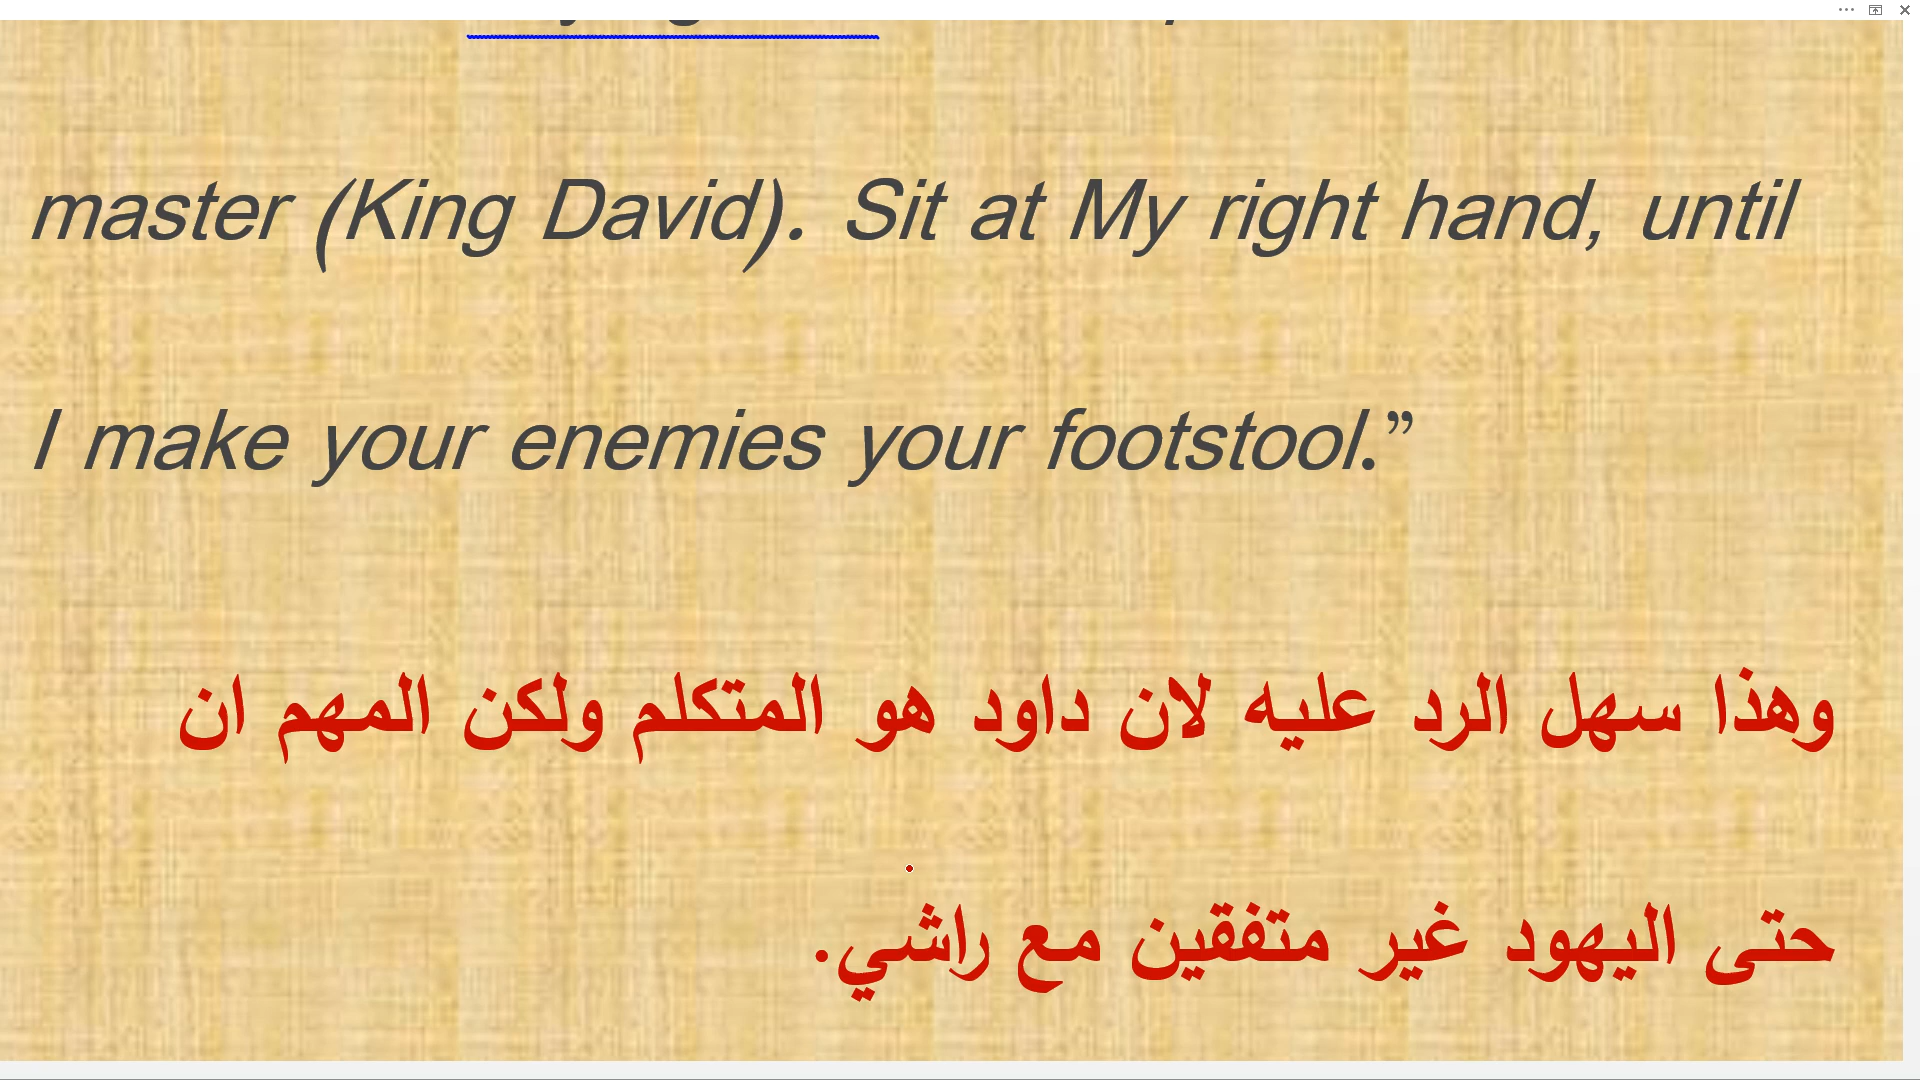 master (King David). Sit at My right hand, until
I make your enemies your footstool.”
وهذا سهل الرد عليه لان داود هو المتكلم ولكن المهم ان
حتى اليهود غير متفقين مع راشي.